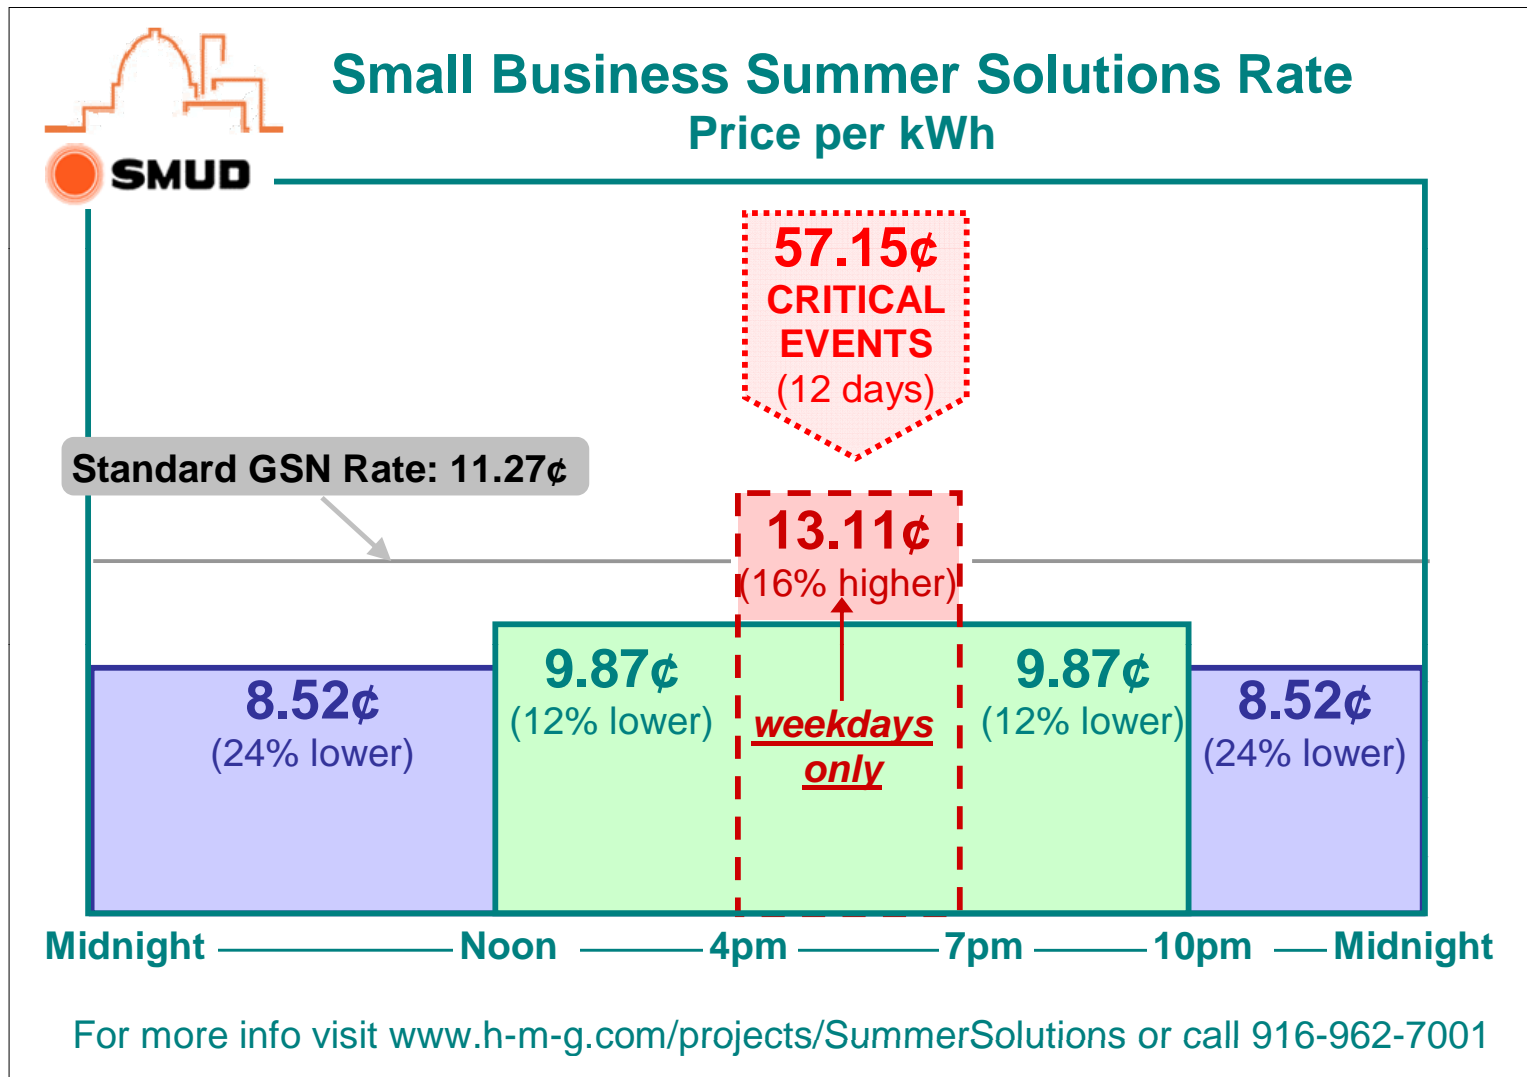 Small Business Summer Solutions Rate
Price per kWh
SMUD
57.15¢
CRITICAL
EVENTS
(12 days)
Standard GSN Rate: 11.27¢
13.11¢
(16% higher)
9.87¢
(12% lower)
9.87¢
(12% lower)
8.52¢
(24% lower)
weekdays
only
8.52¢
(24% lower)
Midnight Noon 4pm 7pm 10pm Midnight
For more info visit www.h-m-g.com/projects/SummerSolutions or call 916-962-7001